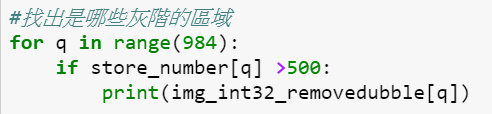 #找出是哪些灰階的區域
for q in range(984):
    if store_number[q] >500:
        print(img_int32_removedubble[q])